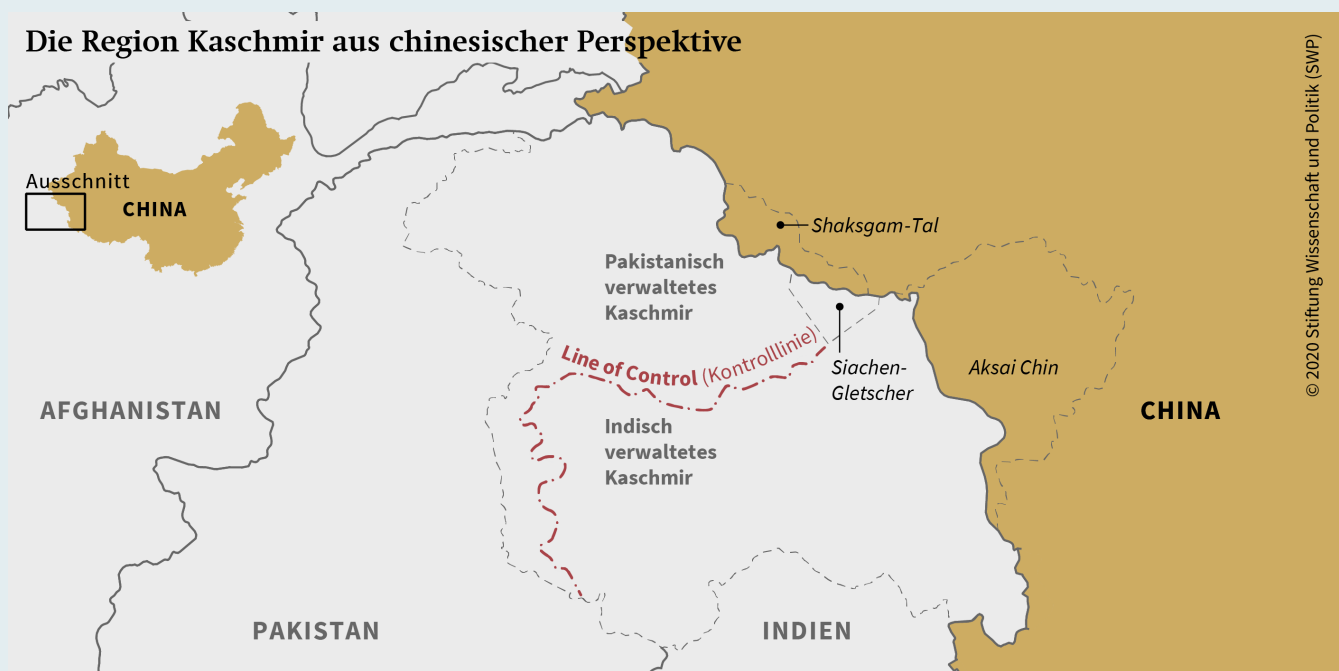 Die Region Kaschmir aus chinesischer Perspektive
© 2020 Stiftung Wissenschaft und Politik (SWP)
Ausschnitt
CHINA
Shaksgam-Tal
Pakistanisch
verwaltetes
Kaschmir
Line of Control (Kontrolllinie)
Siachen-
Gletscher
Aksai Chin
AFGHANISTAN
CHINA
Indisch
verwaltetes
Kaschmir
PAKISTAN
INDIEN